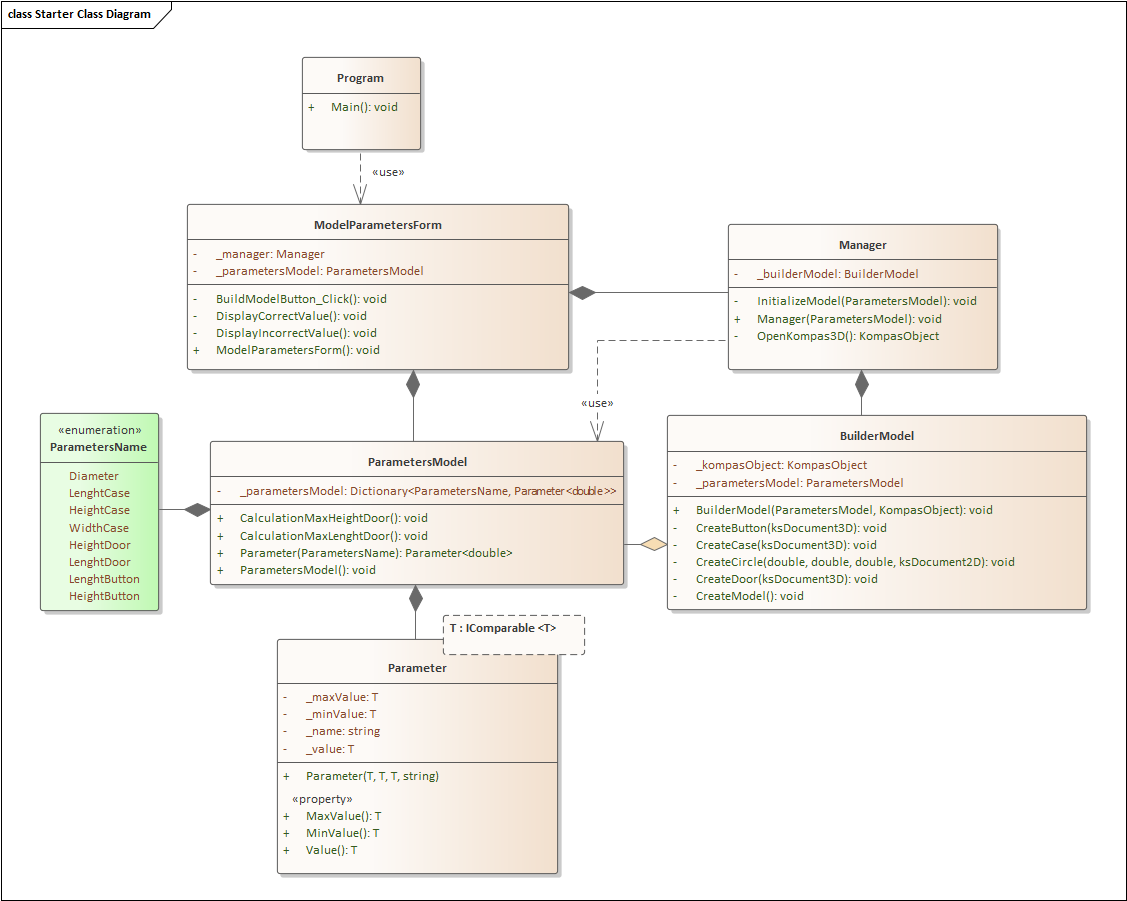 class Starter Class Diagram
Program
+ Main(): void
«use»
ModelParametersForm
- _manager: Manager
- _parametersModel: ParametersModel
- BuildModelButton_Click(): void
- DisplayCorrectValue(): void
- DisplayIncorrectValue(): void
+ ModelParametersForm(): void
Manager
- _builderModel: BuilderModel
- InitializeModel(ParametersModel): void
+ Manager(ParametersModel): void
- OpenKompas3D(): KompasObject
«use»
«enumeration»
ParametersName
Diameter
LenghtCase
HeightCase
WidthCase
HeightDoor
LenghtDoor
LenghtButton
HeightButton
ParametersModel
- _parametersModel: Dictionary<ParametersName, Parameter<double>>
+ CalculationMaxHeightDoor(): void
+ CalculationMaxLenghtDoor(): void
+ Parameter(ParametersName): Parameter<double>
+ ParametersModel(): void
BuilderModel
- _kompasObject: KompasObject
- _parametersModel: ParametersModel
+ BuilderModel(ParametersModel, KompasObject): void
- CreateButton(ksDocument3D): void
- CreateCase(ksDocument3D): void
- CreateCircle(double, double, double, ksDocument2D): void
- CreateDoor(ksDocument3D): void
- CreateModel(): void
T : IComparable <T>
Parameter
- _maxValue: T
- _minValue: T
- _name: string
- _value: T
+ Parameter(T, T, T, string)
«property»
+ MaxValue(): T
+ MinValue(): T
+ Value(): T